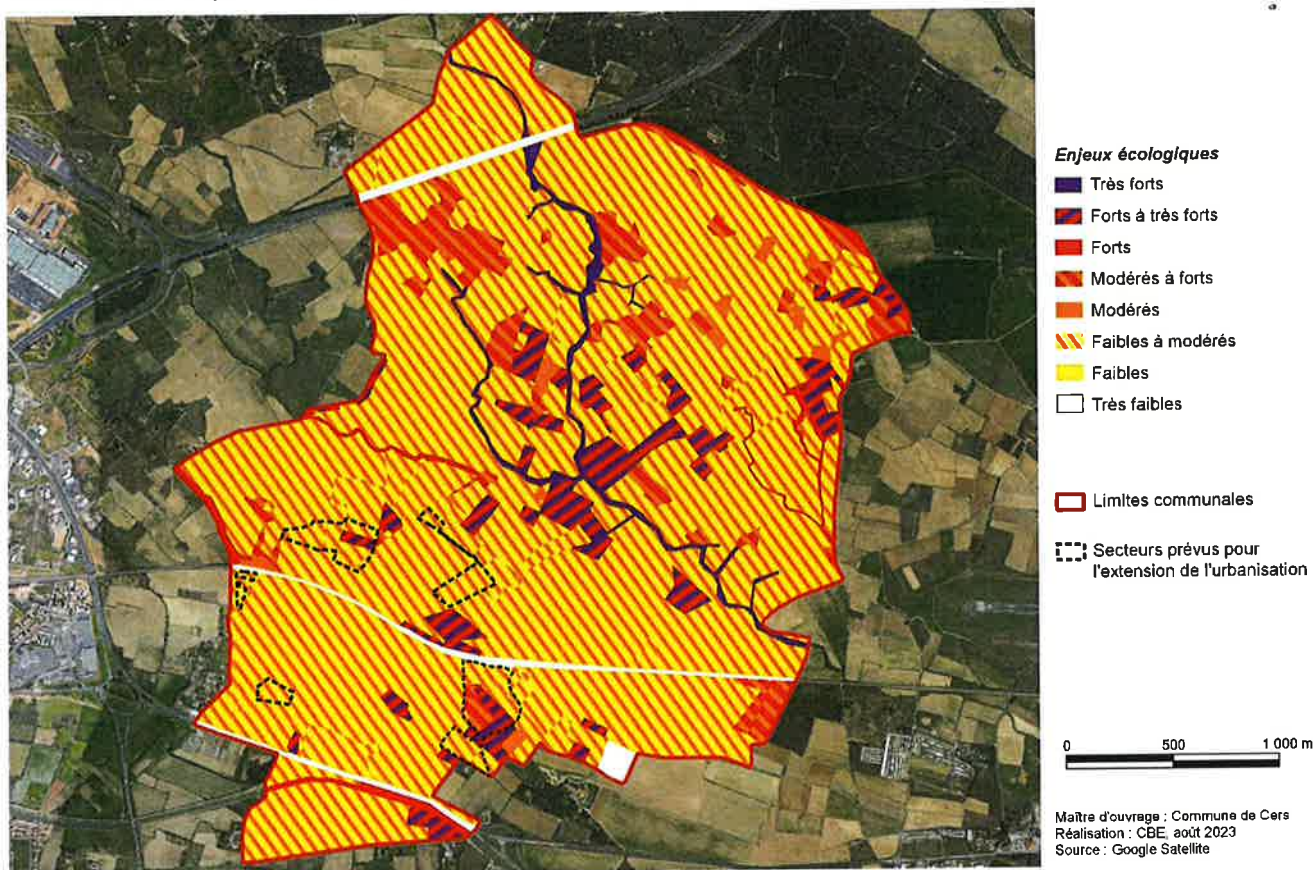 Enjeux écologiques
Très forts
Forts à très forts
Forts
Modérés à forts
Modérés
Faibles à modérés
Faibles
Très faibles
Limites communales
Secteurs prévus pour
l'extension de l'urbanisation
0 500 1 000 m
Maître d'ouvrage : Commune de Cers
Réalisation : CBE, août 2023
Source : Google Satellite